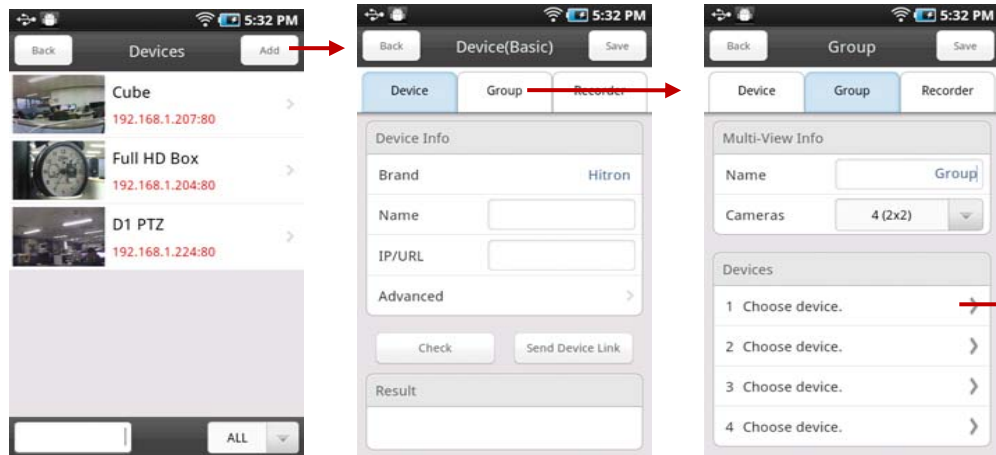 5:32 PM
Back Devices Add
Cube
192.168.1.207:80
Full HD Box
192.168.1.204:80
D1 PTZ
192.168.1.224:80
ALL
5:32 PM
Back Device(Basic) Save
Device Group Recorder
Device Info
Brand Hitron
Name
IP/URL
Advanced
Check Send Device Link
Result
5:32 PM
Back Group Save
Device Group Recorder
Multi-View Info
Name Group
Cameras 4 (2x2)
Devices
1 Choose device.
2 Choose device.
3 Choose device.
4 Choose device.